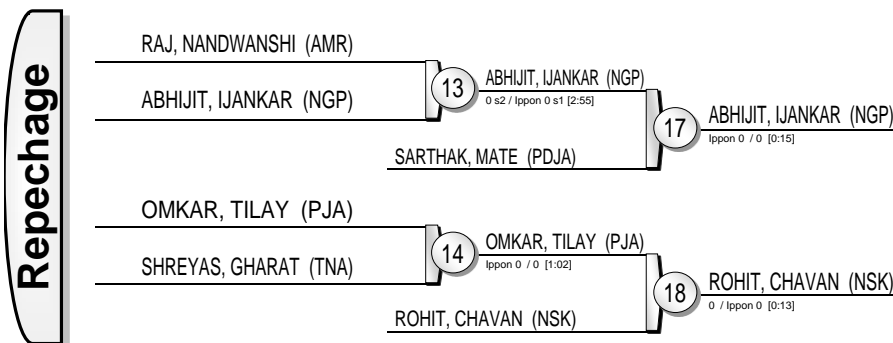 Repechage
RAJ, NANDWANSHI (AMR)
ABHIJIT, IJANKAR (NGP)
13
ABHIJIT, IJANKAR (NGP)
0 s2 / Ippon 0 s1 [2:55]
SARTHAK, MATE (PDJA)
17
ABHIJIT, IJANKAR (NGP)
Ippon 0 / 0 [0:15]
OMKAR, TILAY (PJA)
SHREYAS, GHARAT (TNA)
14
OMKAR, TILAY (PJA)
Ippon 0 / 0 [1:02]
ROHIT, CHAVAN (NSK)
18
ROHIT, CHAVAN (NSK)
0 / Ippon 0 [0:13]